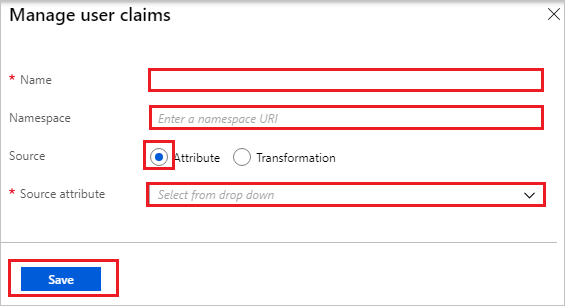 Manage user claims
* Name
Namespace
Enter a namespace URI
Source
Attribute
Transformation
* Source attribute
Select from drop down
Save